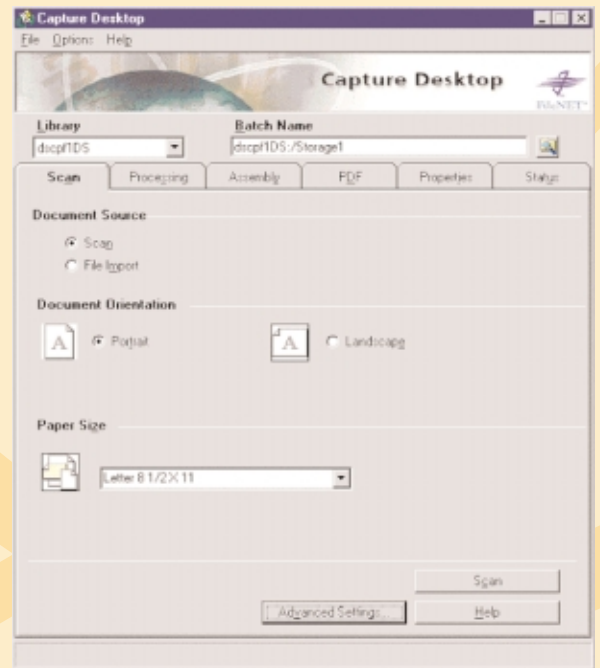 Capture Desktop
File Options Help
Capture Desktop
FileNET
Library Batch Name
dscpf1DS dscpf1DS:/Storage1
Scan Processing Assembly PDF Properties Status
Document Source
Scan
File Import
Document Orientation
A Portrait A Landscape
Paper Size
Letter 8 1/2 X 11
Scan
Advanced Settings... Help